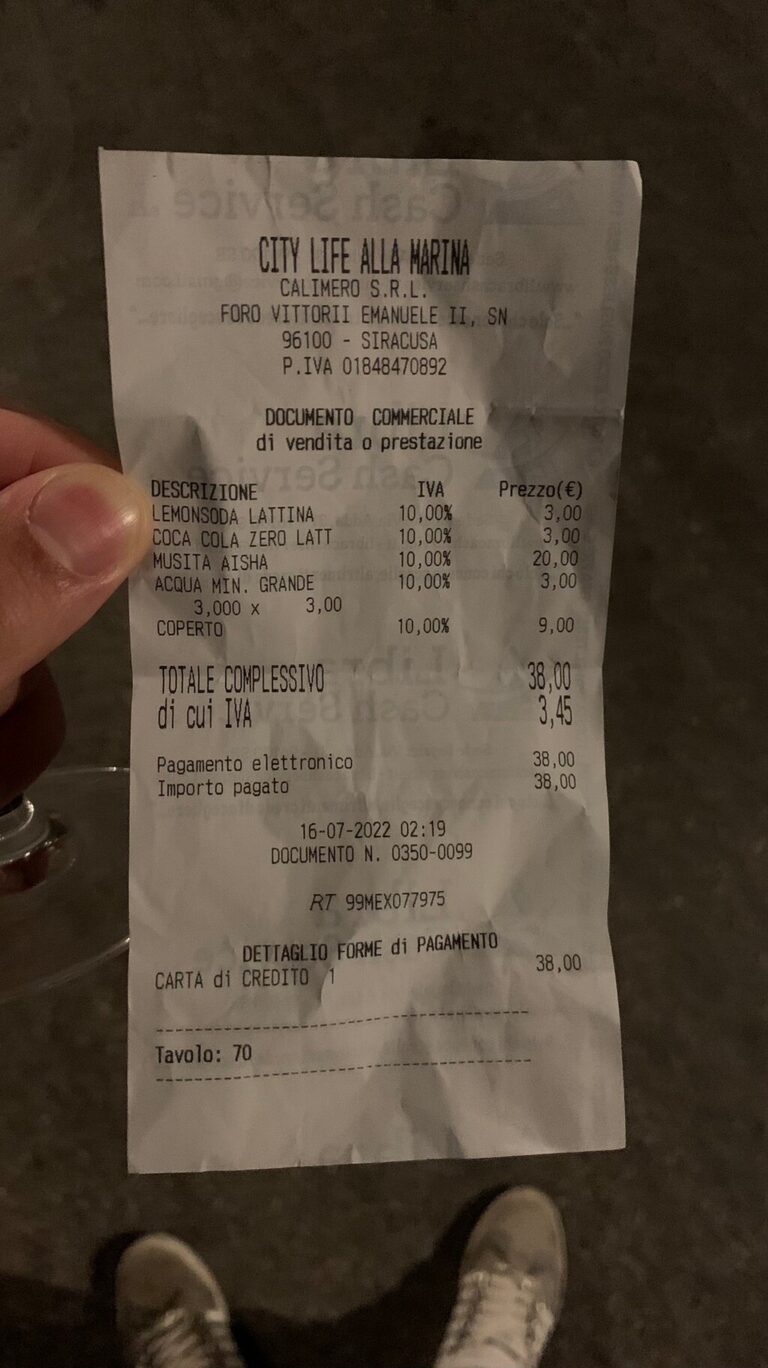 CITY LIFE ALLA MARINA
CALIMERO S.R.L.
FORO VITTORII EMANUELE II, SN
96100 - SIRACUSA
P.IVA 01848470892
DOCUMENTO COMMERCIALE
di vendita o prestazione
DESCRIZIONE IVA Prezzo(€)
LEMONSODA LATTINA 10,00% 3,00
COCA COLA ZERO LATT 10,00% 3,00
MUSITA AISHA 10,00% 20,00
ACQUA MIN. GRANDE 10,00% 3,00
3,000 x 3,00
COPERTO 10,00% 9,00
TOTALE COMPLESSIVO 38,00
di cui IVA 3,45
Pagamento elettronico 38,00
Importo pagato 38,00
16-07-2022 02:19
DOCUMENTO N. 0350-0099
RT 99MEX077975
DETTAGLIO FORME di PAGAMENTO
CARTA di CREDITO 1 38,00
Tavolo: 70